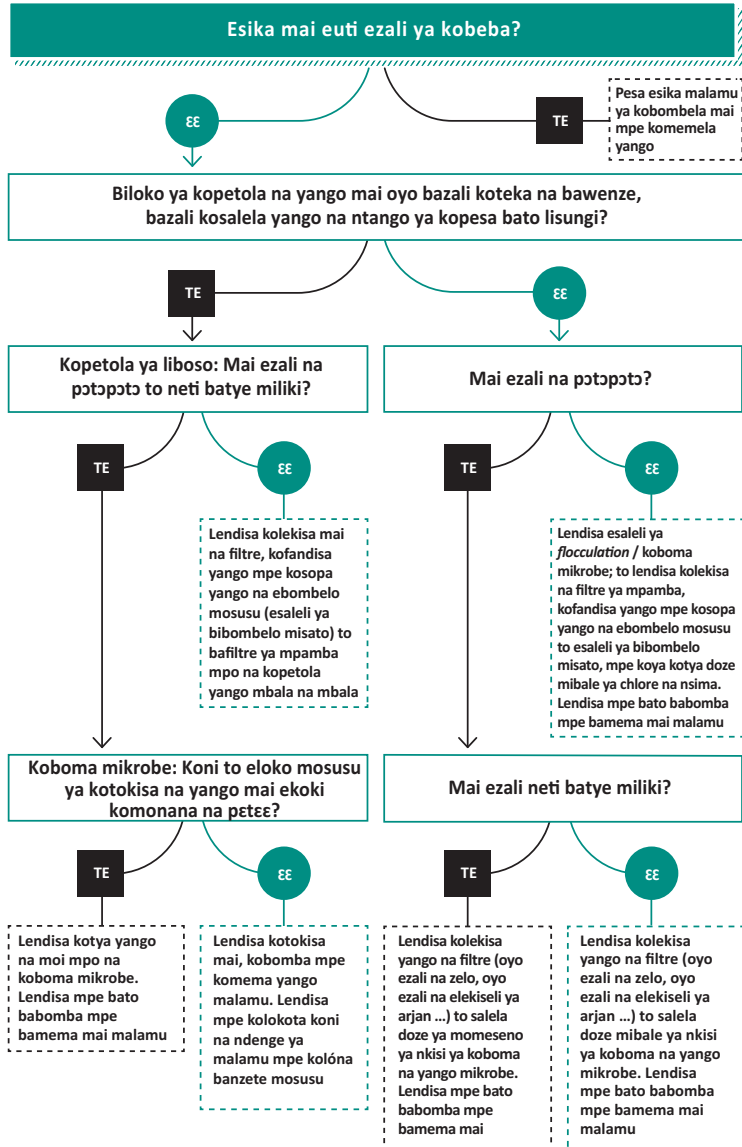 Esika mai euti ezali ya kobeba?
ɛɛ
TE
Pesa esika malamu
ya kobombela mai
mpe komemela
yango
Biloko ya kopetola na yango mai oyo bazali koteka na bawenze,
bazali kosalela yango na ntango ya kopesa bato lisungi?
TE
ɛɛ
Kopetola ya liboso: Mai ezali na
pɔtɔpɔtɔ to neti batye miliki?
Mai ezali na pɔtɔpɔtɔ?
TE
ɛɛ
TE
ɛɛ
Lendisa kolekisa mai
na filtre, kofandisa
yango mpe kosopa
yango na ebombelo
mosusu (esaleli ya
bibombelo misato) to
bafiltre ya mpamba
mpo na kopetola
yango mbala na mbala
Lendisa esaleli ya
flocculation / koboma
mikrobe; to lendisa kolekisa
na filtre ya mpamba,
kofandisa yango mpe kosopa
yango na ebombelo mosusu
to esaleli ya bibombelo
misato, mpe koya kotya doze
mibale ya chlore na nsima.
Lendisa mpe bato babomba
mpe bamema mai malamu
Koboma mikrobe: Koni to eloko mosusu
ya kotokisa na yango mai ekoki
komonana na pɛtɛɛ?
Mai ezali neti batye miliki?
TE
ɛɛ
TE
ɛɛ
Lendisa kotya yango
na moi mpo na
koboma mikrobe.
Lendisa mpe bato
babomba mpe
bamema mai malamu
Lendisa kotokisa
mai, kobomba mpe
komema yango
malamu. Lendisa
mpe kolokota koni
na ndenge ya
malamu mpe kolóna
banzete mosusu
Lendisa kolekisa
yango na filtre (oyo
ezali na zelo, oyo
ezali na elekiseli ya
arjan ...) to salela
doze ya momeseno
ya nkisi ya koboma
na yango mikrobe.
Lendisa mpe bato
babomba mpe
bamema mai
Lendisa kolekisa
yango na filtre (oyo
ezali na zelo, oyo
ezali na elekiseli ya
arjan ...) to salela
doze mibale ya nkisi
ya koboma na yango
mikrobe. Lendisa
mpe bato babomba
mpe bamema mai
malamu